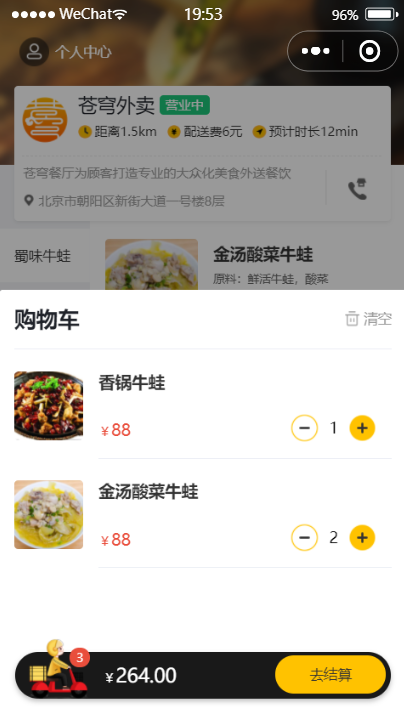 WeChat
19:53
96%
个人中心
苍穹外卖 营业中
距离1.5km 配送费6元 预计时长12min
苍穹餐厅为顾客打造专业的大众化美食外送餐饮
北京市朝阳区新街大道一号楼8层
蜀味牛蛙
金汤酸菜牛蛙
原料：鲜活牛蛙，酸菜
购物车
清空
香锅牛蛙
￥88
1
金汤酸菜牛蛙
￥88
2
3
￥264.00
去结算